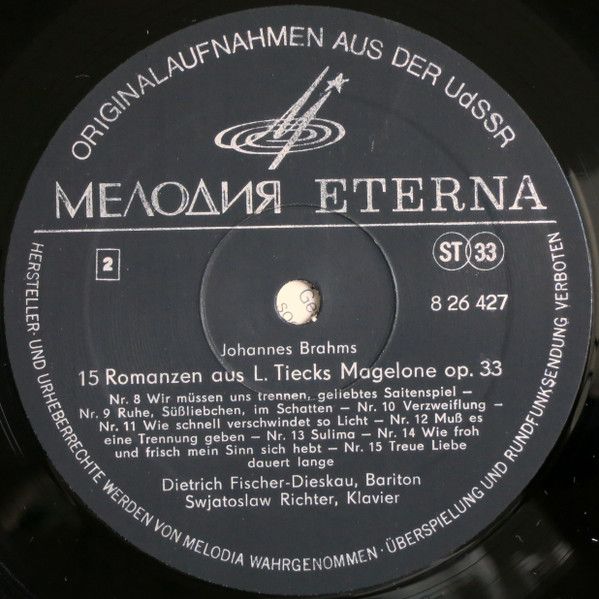 ORIGINALAUFNAHMEN AUS DER UdSSR
МЕЛОДИЯ ETERNA
2
ST 33
8 26 427
Johannes Brahms
15 Romanzen aus L. Tiecks Magelone op. 33
Nr. 8 Wir müssen uns trennen, geliebtes Saitenspiel —
Nr. 9 Ruhe, Süßliebchen, im Schatten — Nr. 10 Verzweiflung —
Nr. 11 Wie schnell verschwindet so Licht — Nr. 12 Muß es
eine Trennung geben — Nr. 13 Sulima — Nr. 14 Wie froh
und frisch mein Sinn sich hebt — Nr. 15 Treue Liebe
dauert lange
Dietrich Fischer-Dieskau, Bariton
Swjatoslaw Richter, Klavier
HERSTELLER- UND URHEBERRECHTE WERDEN VON MELODIA WAHRGENOMMEN · ÜBERSPIELUNG UND RUNDFUNKSENDUNG VERBOTEN